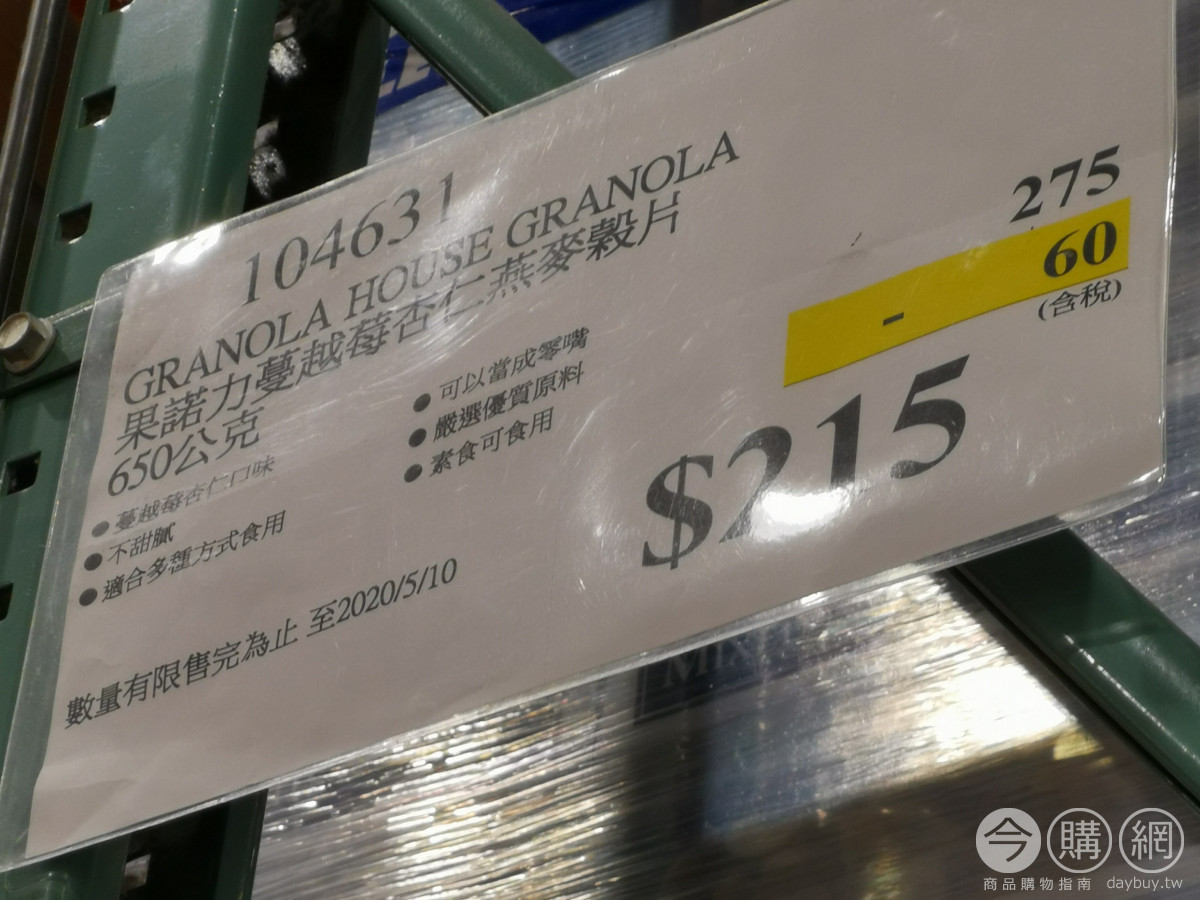 104631
GRANOLA HOUSE GRANOLA
果諾力蔓越莓杏仁燕麥穀片
650公克
● 蔓越莓杏仁口味
● 不甜膩
● 適合多種方式食用
● 可以當成零嘴
● 嚴選優質原料
● 素食可食用
275
- 60
(含稅)
$215
數量有限售完為止 至2020/5/10
MIX
今購網
商品購物指南 daybuy.tw